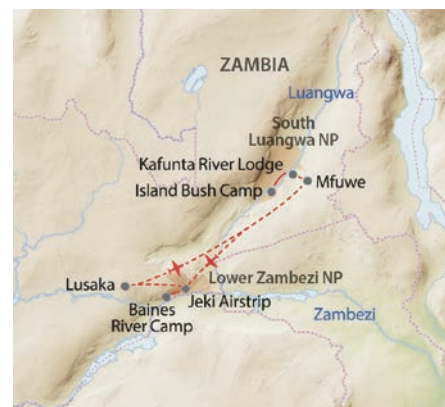 ZAMBIA
Luangwa
South
Luangwa NP
Kafunta River Lodge
Island Bush Camp
Mfuwe
Lower Zambezi NP
Lusaka
Jeki Airstrip
Baines
River Camp
Zambezi